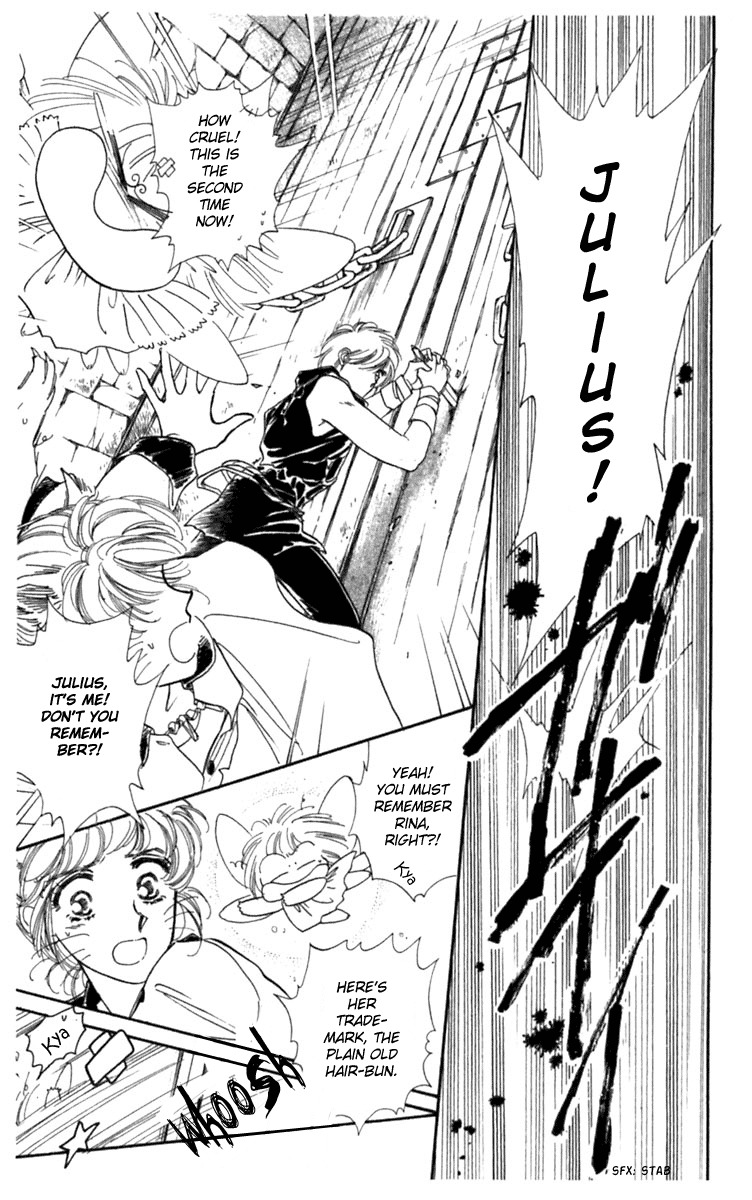 JULIUS!
HOW
CRUEL!
THIS IS
THE
SECOND
TIME
NOW!
JULIUS,
IT'S ME!
DON'T YOU
REMEM-
BER?!
YEAH!
YOU MUST
REMEMBER
RINA,
RIGHT?!
Kya
HERE'S
HER
TRADE-
MARK, THE
PLAIN OLD
HAIR-BUN.
Kya
Whoosh
SFX: STAB